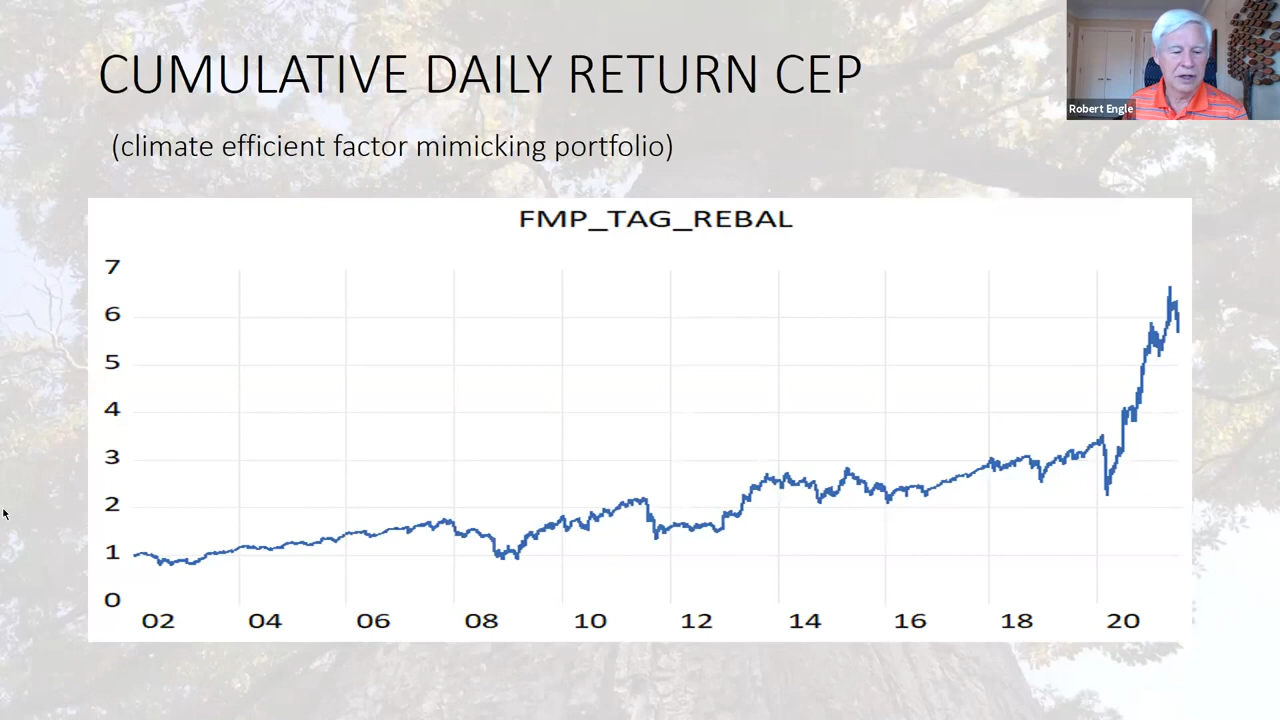 CUMULATIVE DAILY RETURN CEP
(climate efficient factor mimicking portfolio)
Robert Engle
FMP_TAG_REBAL
7
6
5
4
3
2
1
0
02 04 06 08 10 12 14 16 18 20